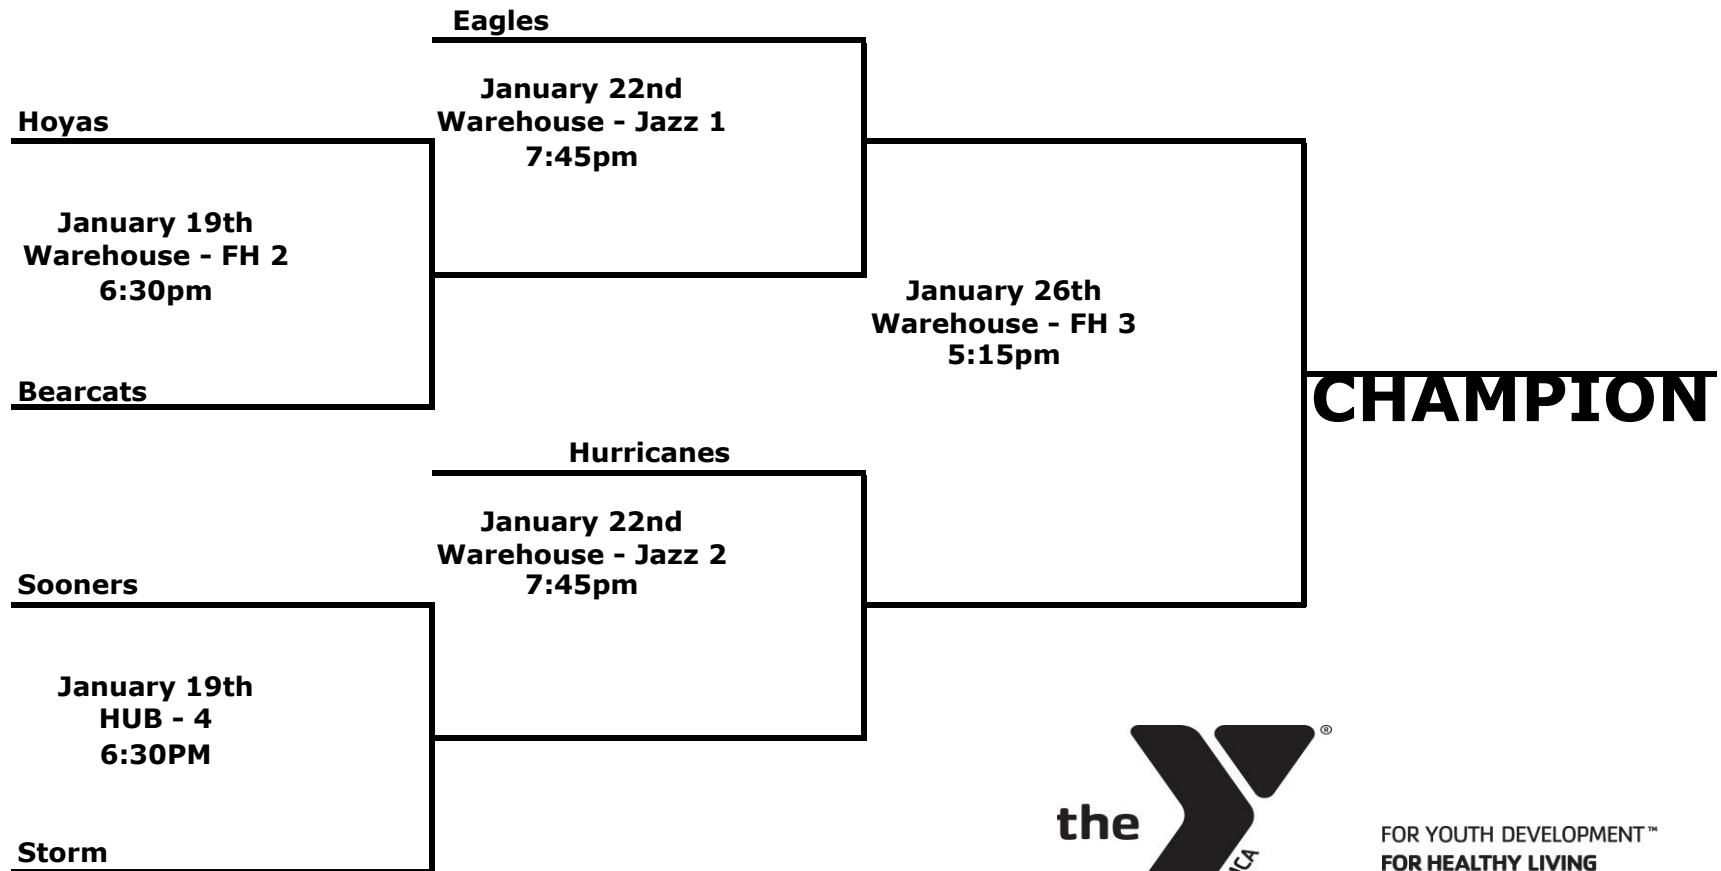 Eagles
January 22nd
Warehouse - Jazz 1
7:45pm
Hoyas
January 19th
Warehouse - FH 2
6:30pm
Bearcats
January 26th
Warehouse - FH 3
5:15pm
CHAMPION
Hurricanes
January 22nd
Warehouse - Jazz 2
7:45pm
Sooners
January 19th
HUB - 4
6:30PM
Storm
the
®
FOR YOUTH DEVELOPMENT™
FOR HEALTHY LIVING